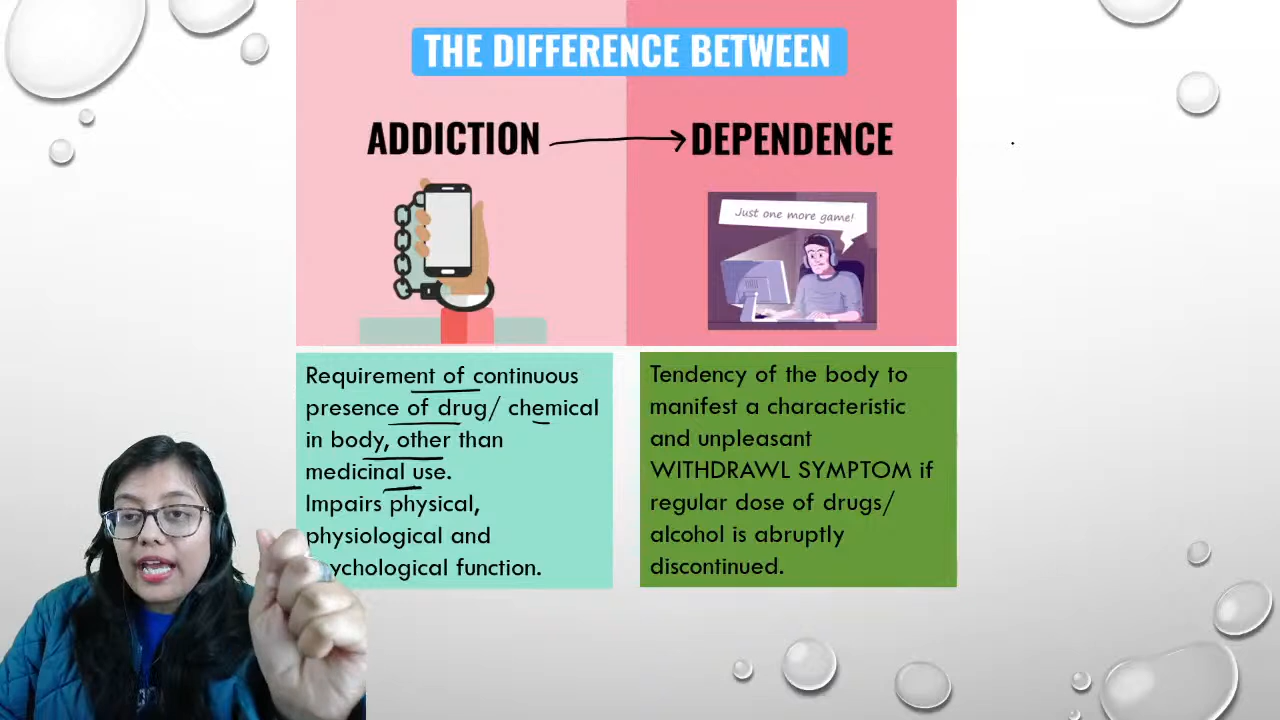 THE DIFFERENCE BETWEEN
ADDICTION
DEPENDENCE
Just one more game!
Requirement of continuous
presence of drug/ chemical
in body, other than
medicinal use.
Impairs physical,
physiological and
ychological function.
Tendency of the body to
manifest a characteristic
and unpleasant
WITHDRAWL SYMPTOM if
regular dose of drugs/
alcohol is abruptly
discontinued.